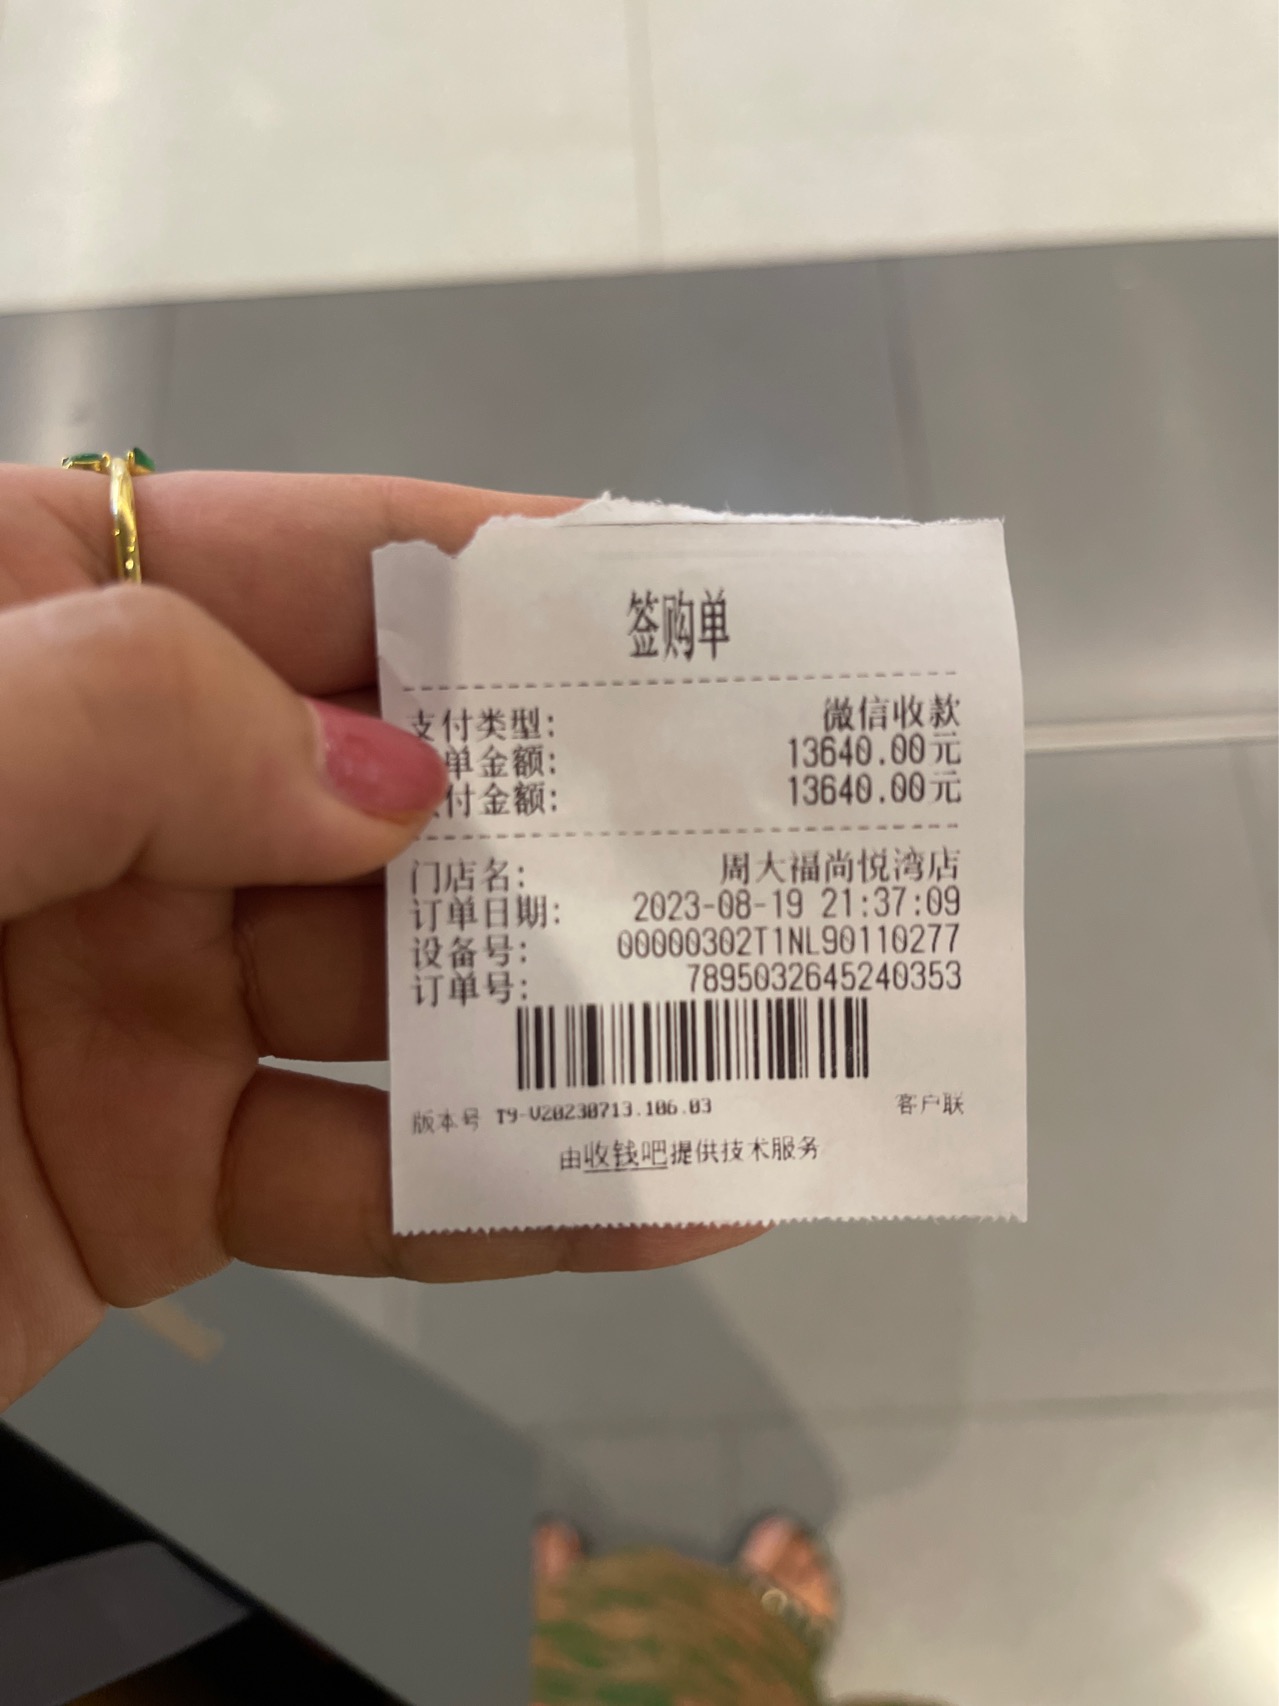 签购单
支付类型: 微信收款
单金额: 13640.00元
付金额: 13640.00元
门店名: 周大福尚悦湾店
订单日期: 2023-08-19 21:37:09
设备号: 00000302T1NL90110277
订单号: 7895032645240353
版本号 T9-V20230713.106.03 客户联
由收钱吧提供技术服务